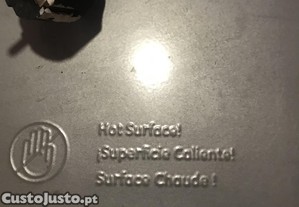 Hot Surface!
¡Superficie Caliente!
Surface Chaude !
CustoJusto.pt